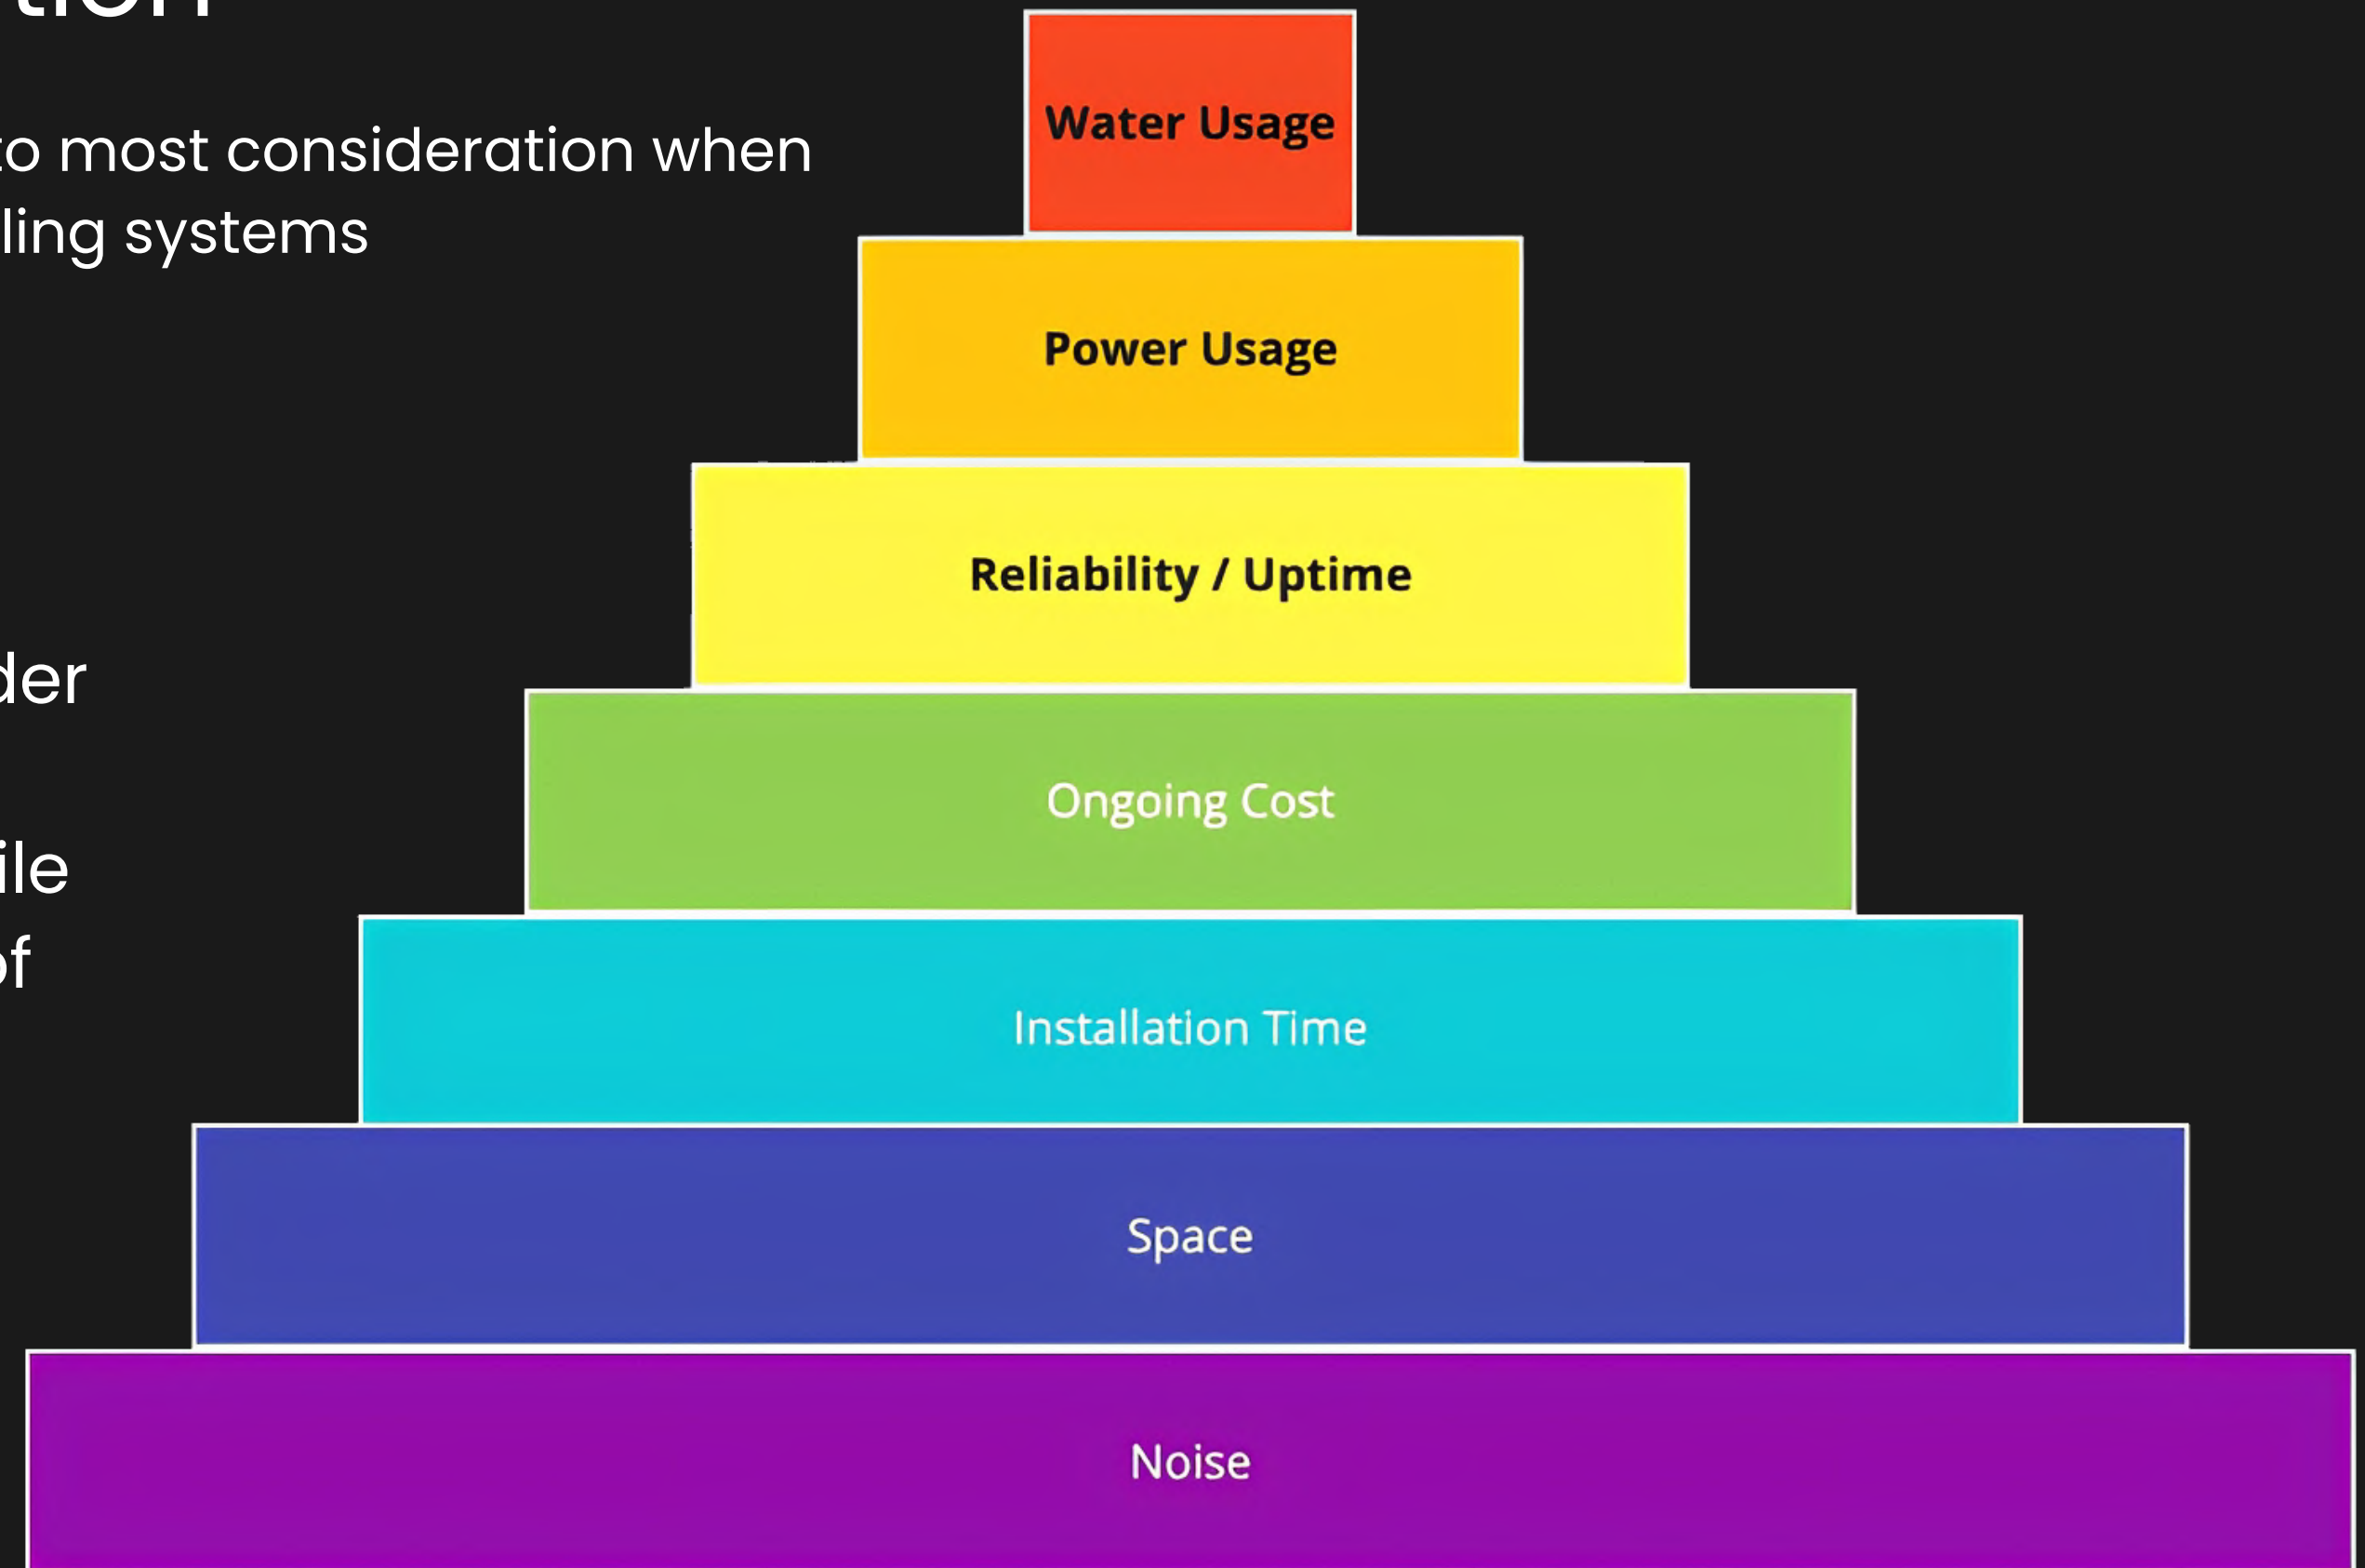 to most consideration when
ling systems
der
ile
of
Water Usage
Power Usage
Reliability / Uptime
Ongoing Cost
Installation Time
Space
Noise